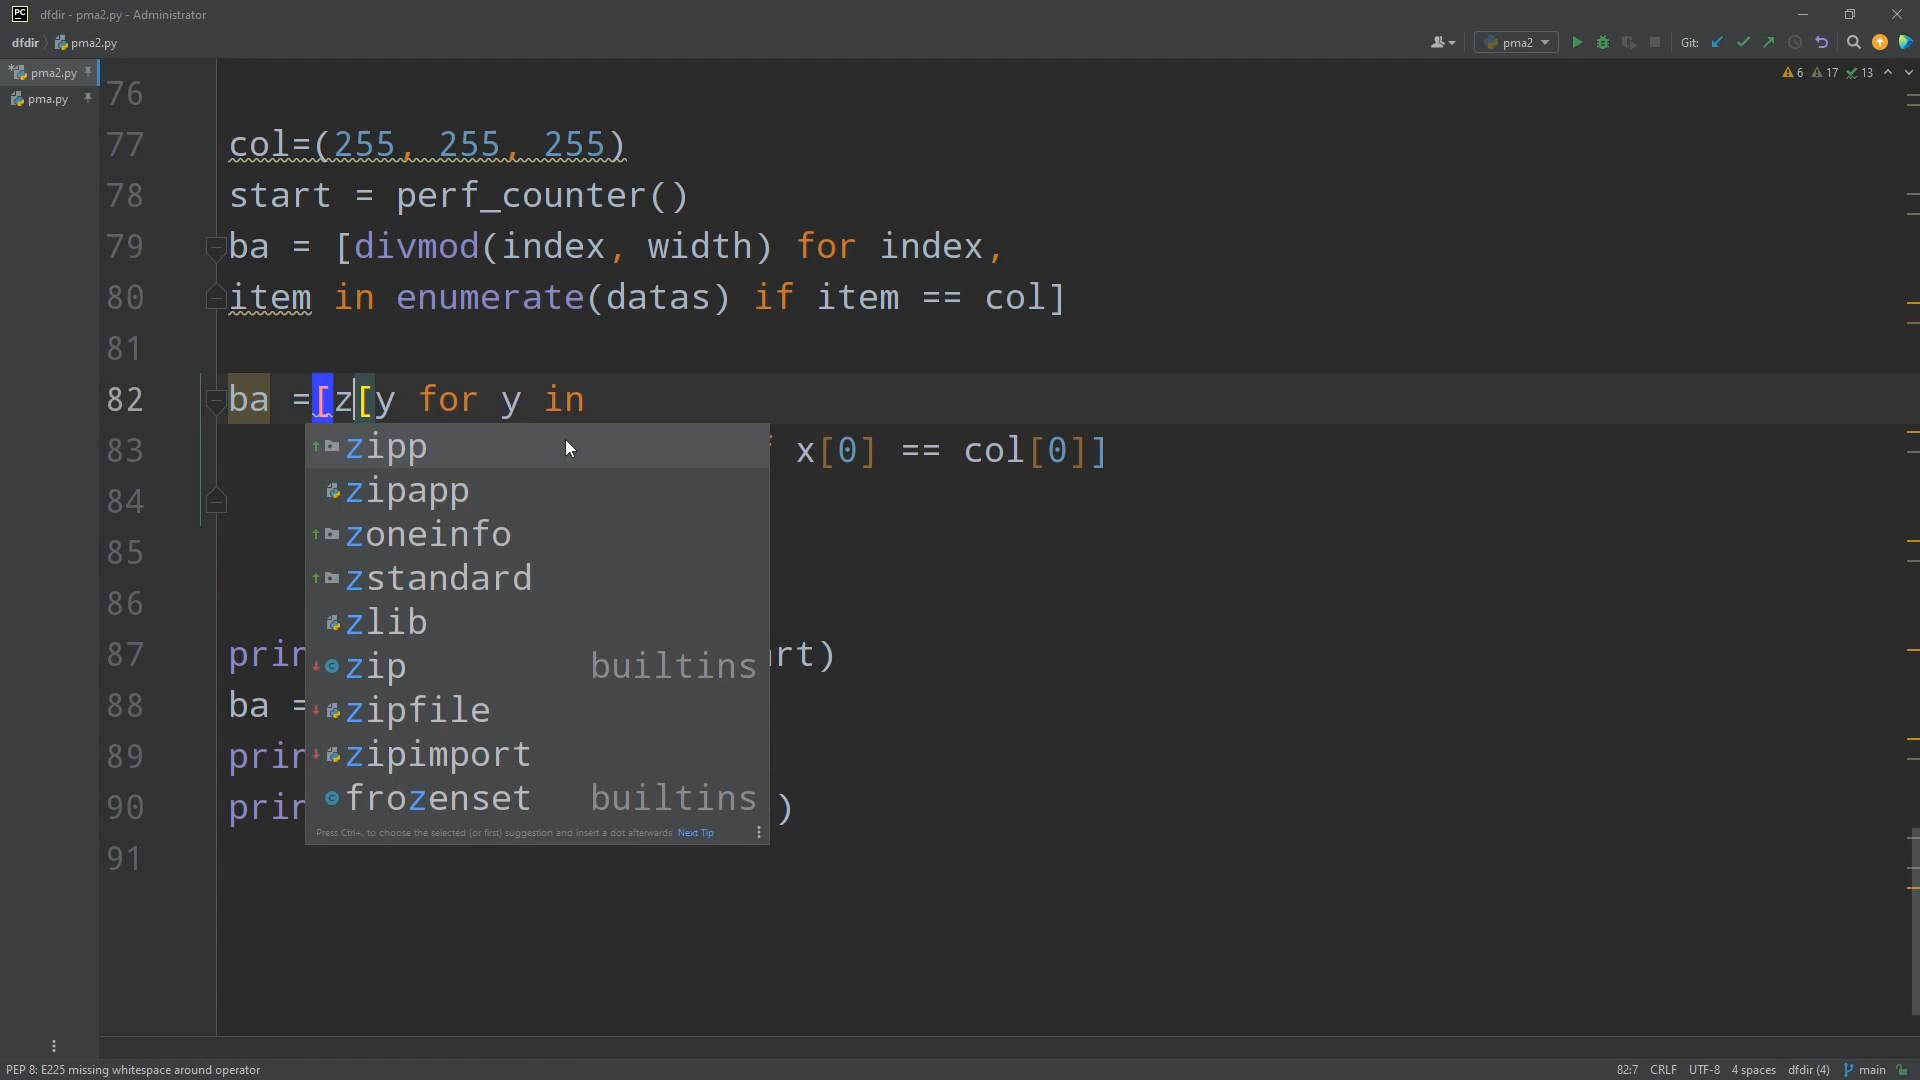 PC dfdir - pma2.py - Administrator
dfdir pma2.py
pma2 Git:
*pma2.py
pma.py
6 17 13
76
77 col=(255, 255, 255)
78 start = perf_counter()
79 ba = [divmod(index, width) for index,
80 item in enumerate(datas) if item == col]
81
82 ba =[z[y for y in
83 x[0] == col[0]]
84
85
86
87 prin rt)
88 ba =
89 prin
90 prin )
91
zipp
zipapp
zoneinfo
zstandard
zlib
zip builtins
zipfile
zipimport
frozenset builtins
Press Ctrl+. to choose the selected (or first) suggestion and insert a dot afterwards Next Tip
PEP 8: E225 missing whitespace around operator 82:7 CRLF UTF-8 4 spaces dfdir (4) main